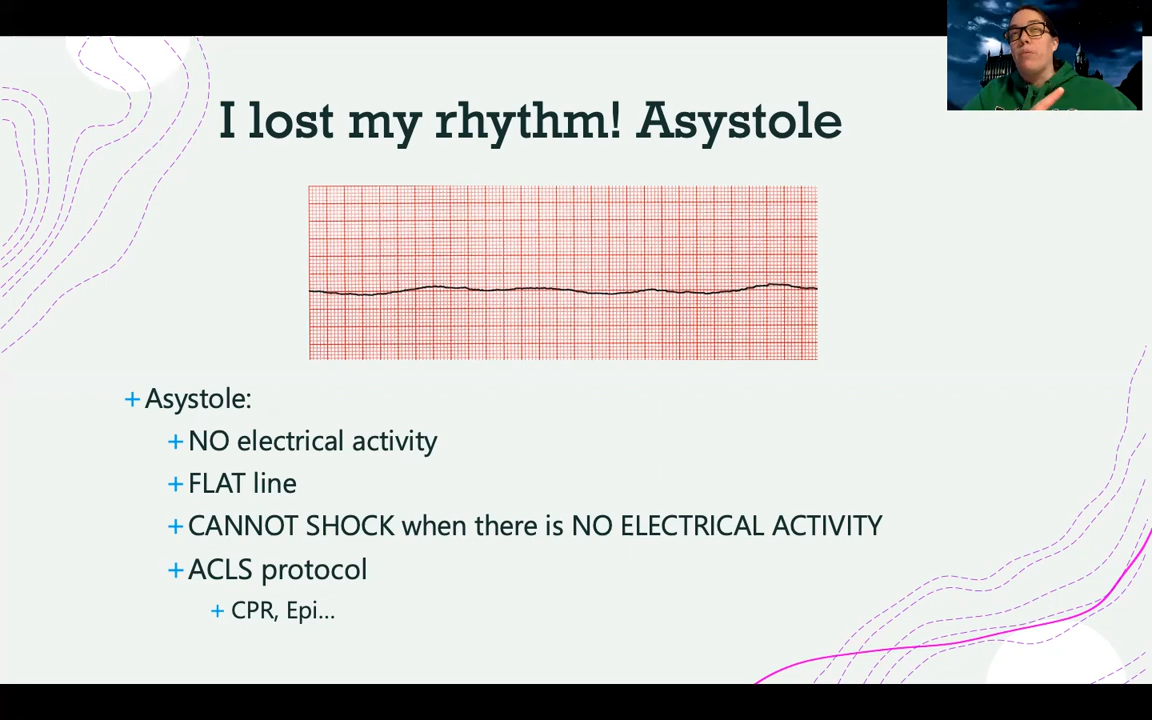 I lost my rhythm! Asystole
+ Asystole:
+ NO electrical activity
+ FLAT line
+ CANNOT SHOCK when there is NO ELECTRICAL ACTIVITY
+ ACLS protocol
+ CPR, Epi...